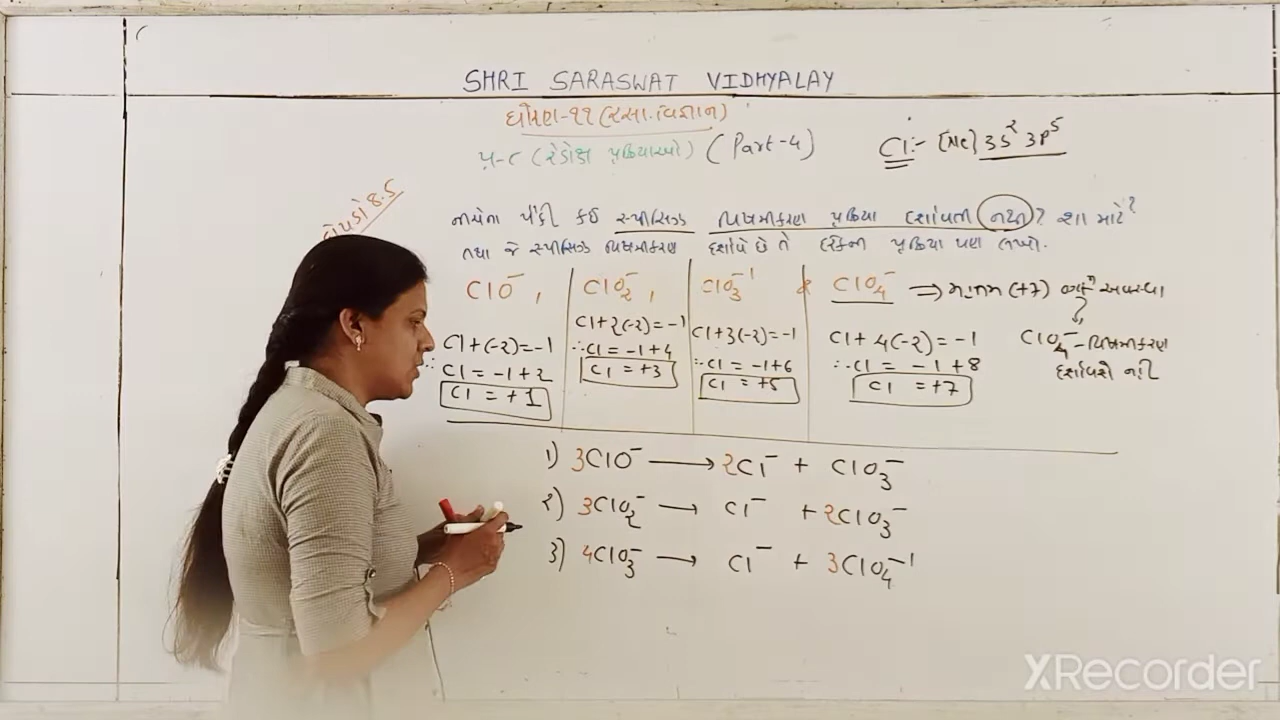 SHRI SARASWAT VIDHYALAY
ધોરણ-૧૧ (રસા. વિજ્ઞાન)
પ્ર-૮ (રેડોક્ષ પ્રક્રિયાઓ) (Part-4)
Cl:- [Ne] 3s² 3p⁵
કોયડો 8.5
નીચેના પૈકી કઈ સ્પીસિઝ વિષમીકરણ પ્રક્રિયા દર્શાવતી નથી? શા માટે?
તથા જે સ્પીસિઝ વિષમીકરણ દર્શાવે છે તે દરેકની પ્રક્રિયા પણ લખો.
ClO⁻, ClO₂⁻, ClO₃⁻¹ & ClO₄⁻ ⇒ મહત્તમ (+7) અવસ્થા
Cl+(-2)=-1
∴ Cl = -1+2
Cl = +1
Cl+2(-2)=-1
∴ Cl = -1+4
Cl = +3
Cl+3(-2)=-1
∴ Cl = -1+6
Cl = +5
Cl+4(-2)=-1
∴ Cl = -1+8
Cl = +7
ClO₄⁻ - વિષમીકરણ
દર્શાવશે નહી
1) 3ClO⁻ ⟶ 2Cl⁻ + ClO₃⁻
૨) 3ClO₂⁻ ⟶ Cl⁻ + 2ClO₃⁻
3) 4ClO₃⁻ ⟶ Cl⁻ + 3ClO₄⁻¹
XRecorder